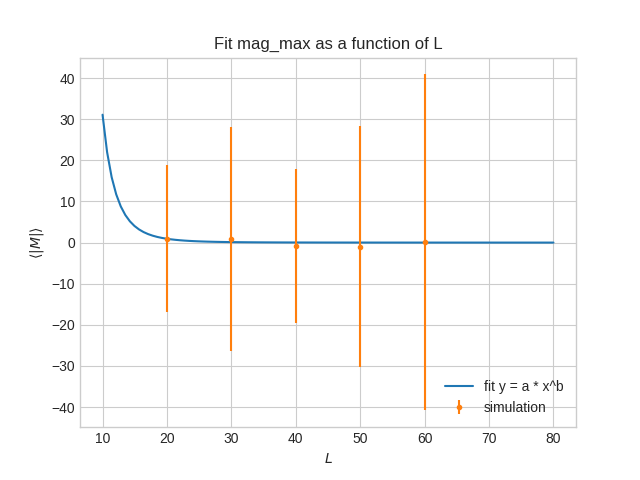 Fit mag_max as a function of L
40
30
20
10
0
−10
−20
−30
−40
⟨|M|⟩
10 20 30 40 50 60 70 80
L
fit y = a * x^b
simulation